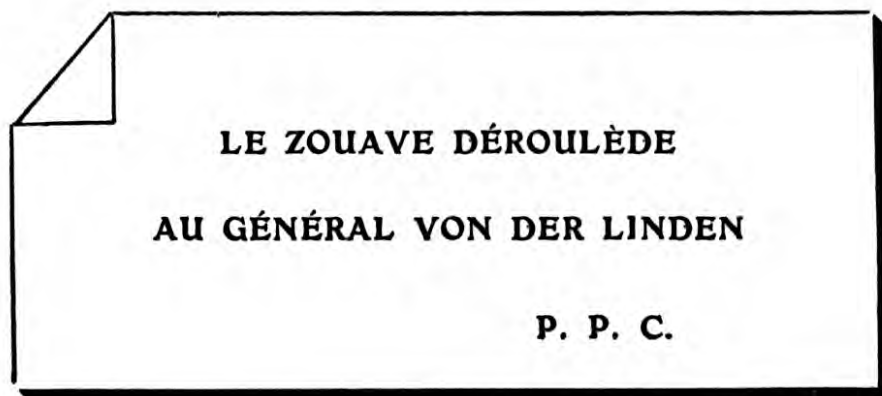 LE ZOUAVE DÉROULÈDE
AU GÉNÉRAL VON DER LINDEN
P. P. C.